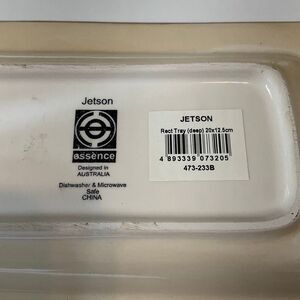 Jetson
essence
Designed in
AUSTRALIA
Dishwasher & Microwave
Safe
CHINA
JETSON
Rect Tray (deep) 20x12.5cm
4 893339 073205
473-233B